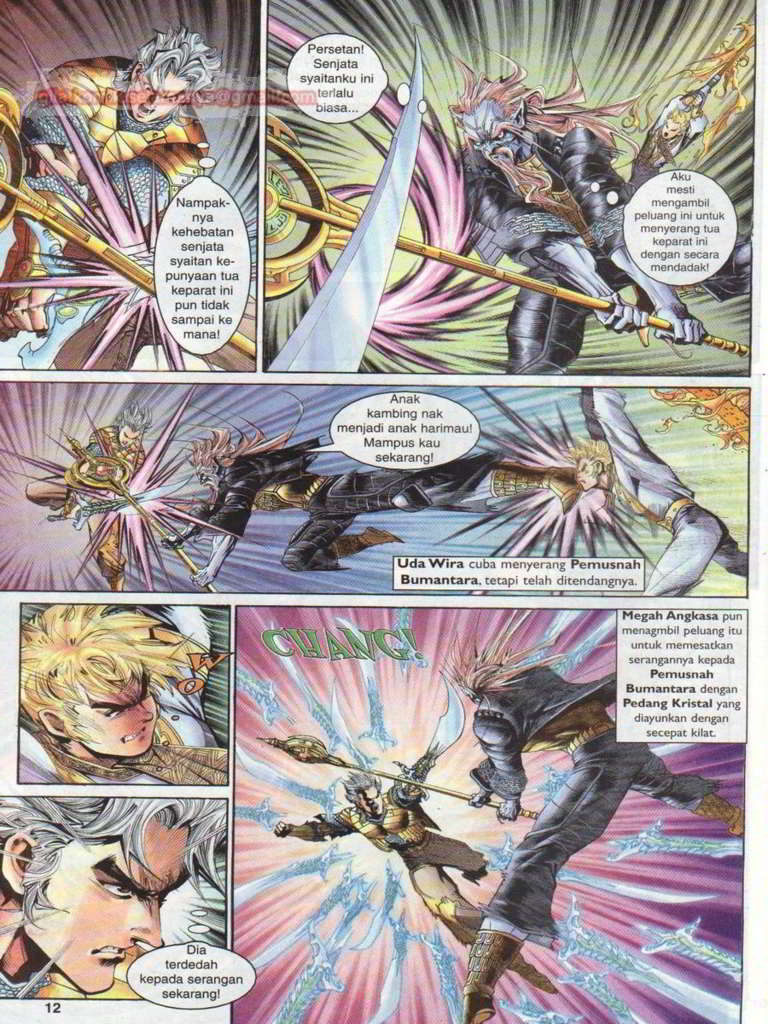 Nampak-
nya
kehebatan
senjata
syaitan ke-
punyaan tua
keparat ini
pun tidak
sampai ke
mana!
Persetan!
Senjata
syaitanku ini
terlalu
biasa...
Aku
mesti
mengambil
peluang ini untuk
menyerang tua
keparat ini
dengan secara
mendadak!
Anak
kambing nak
menjadi anak harimau!
Mampus kau
sekarang!
Uda Wira cuba menyerang Pemusnah
Bumantara, tetapi telah ditendangnya.
OW
CHANG!
Megah Angkasa pun
menagmbil peluang itu
untuk memesatkan
serangannya kepada
Pemusnah
Bumantara dengan
Pedang Kristal yang
diayunkan dengan
secepat kilat.
Dia
terdedah
kepada serangan
sekarang!
12